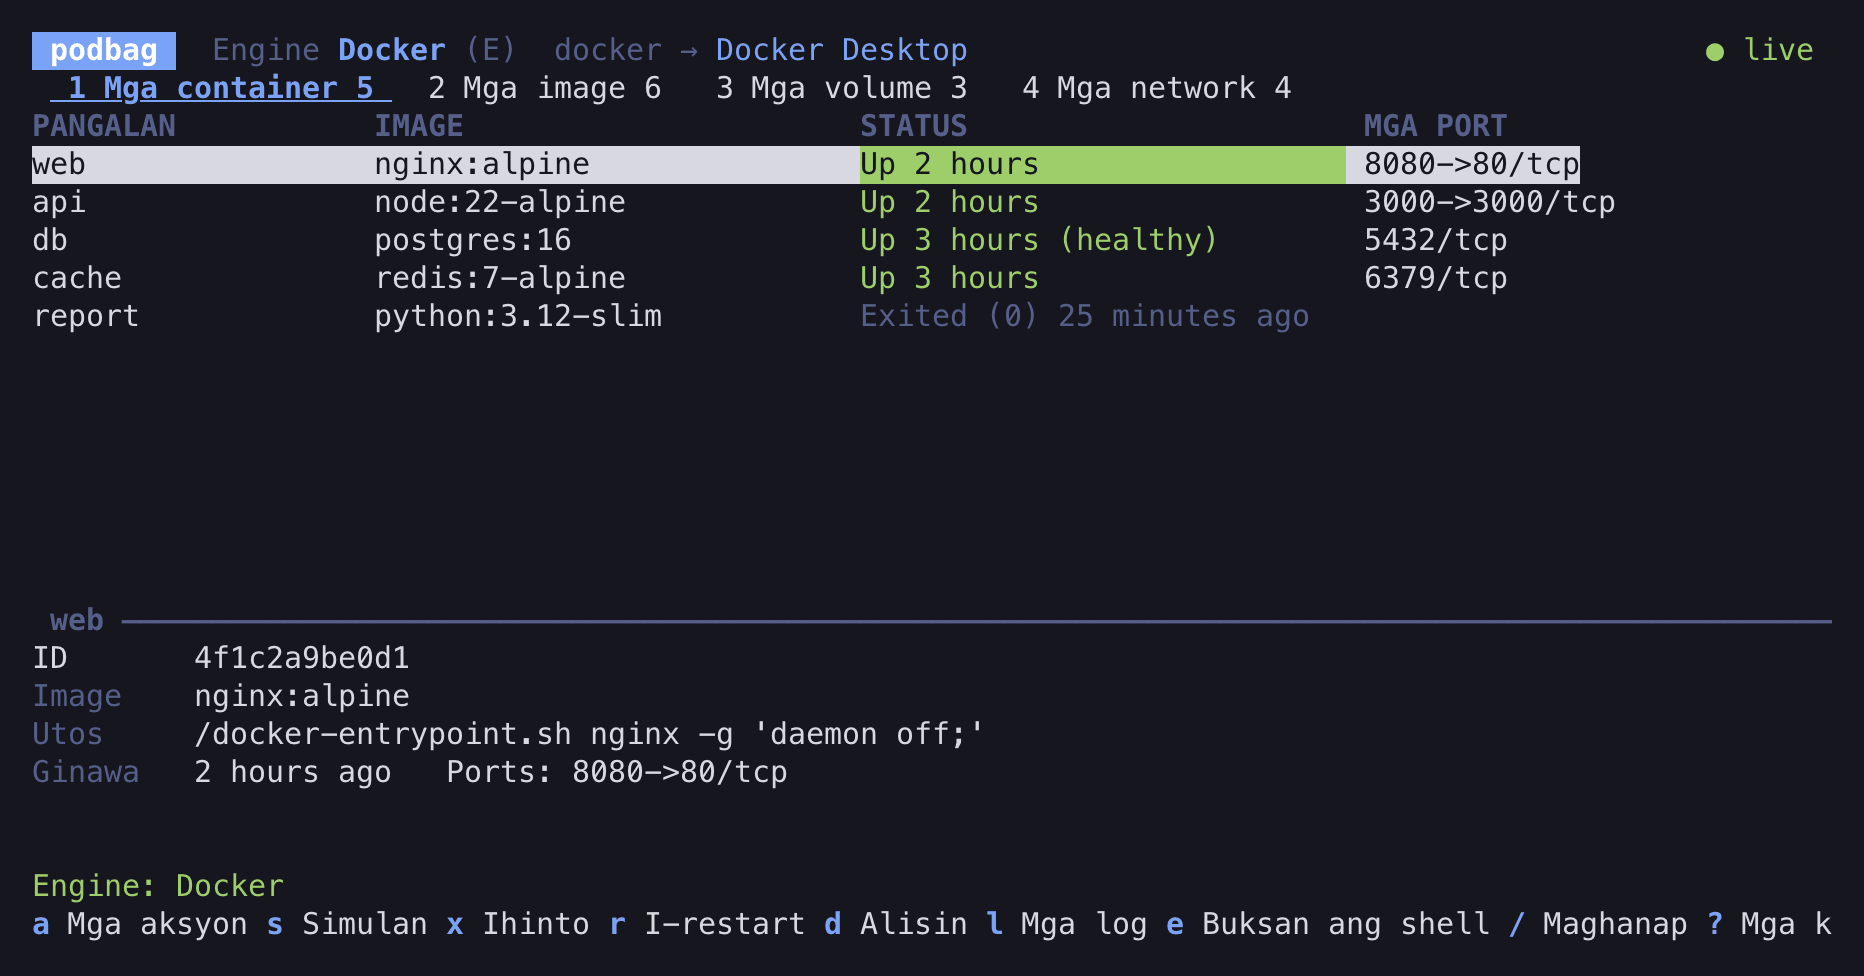 podbag Engine Docker (E) docker → Docker Desktop ● live
1 Mga container 5 2 Mga image 6 3 Mga volume 3 4 Mga network 4
PANGALAN IMAGE STATUS MGA PORT
web nginx:alpine Up 2 hours 8080->80/tcp
api node:22-alpine Up 2 hours 3000->3000/tcp
db postgres:16 Up 3 hours (healthy) 5432/tcp
cache redis:7-alpine Up 3 hours 6379/tcp
report python:3.12-slim Exited (0) 25 minutes ago
web
ID 4f1c2a9be0d1
Image nginx:alpine
Utos /docker-entrypoint.sh nginx -g 'daemon off;'
Ginawa 2 hours ago Ports: 8080->80/tcp
Engine: Docker
a Mga aksyon s Simulan x Ihinto r I-restart d Alisin l Mga log e Buksan ang shell / Maghanap ? Mga k